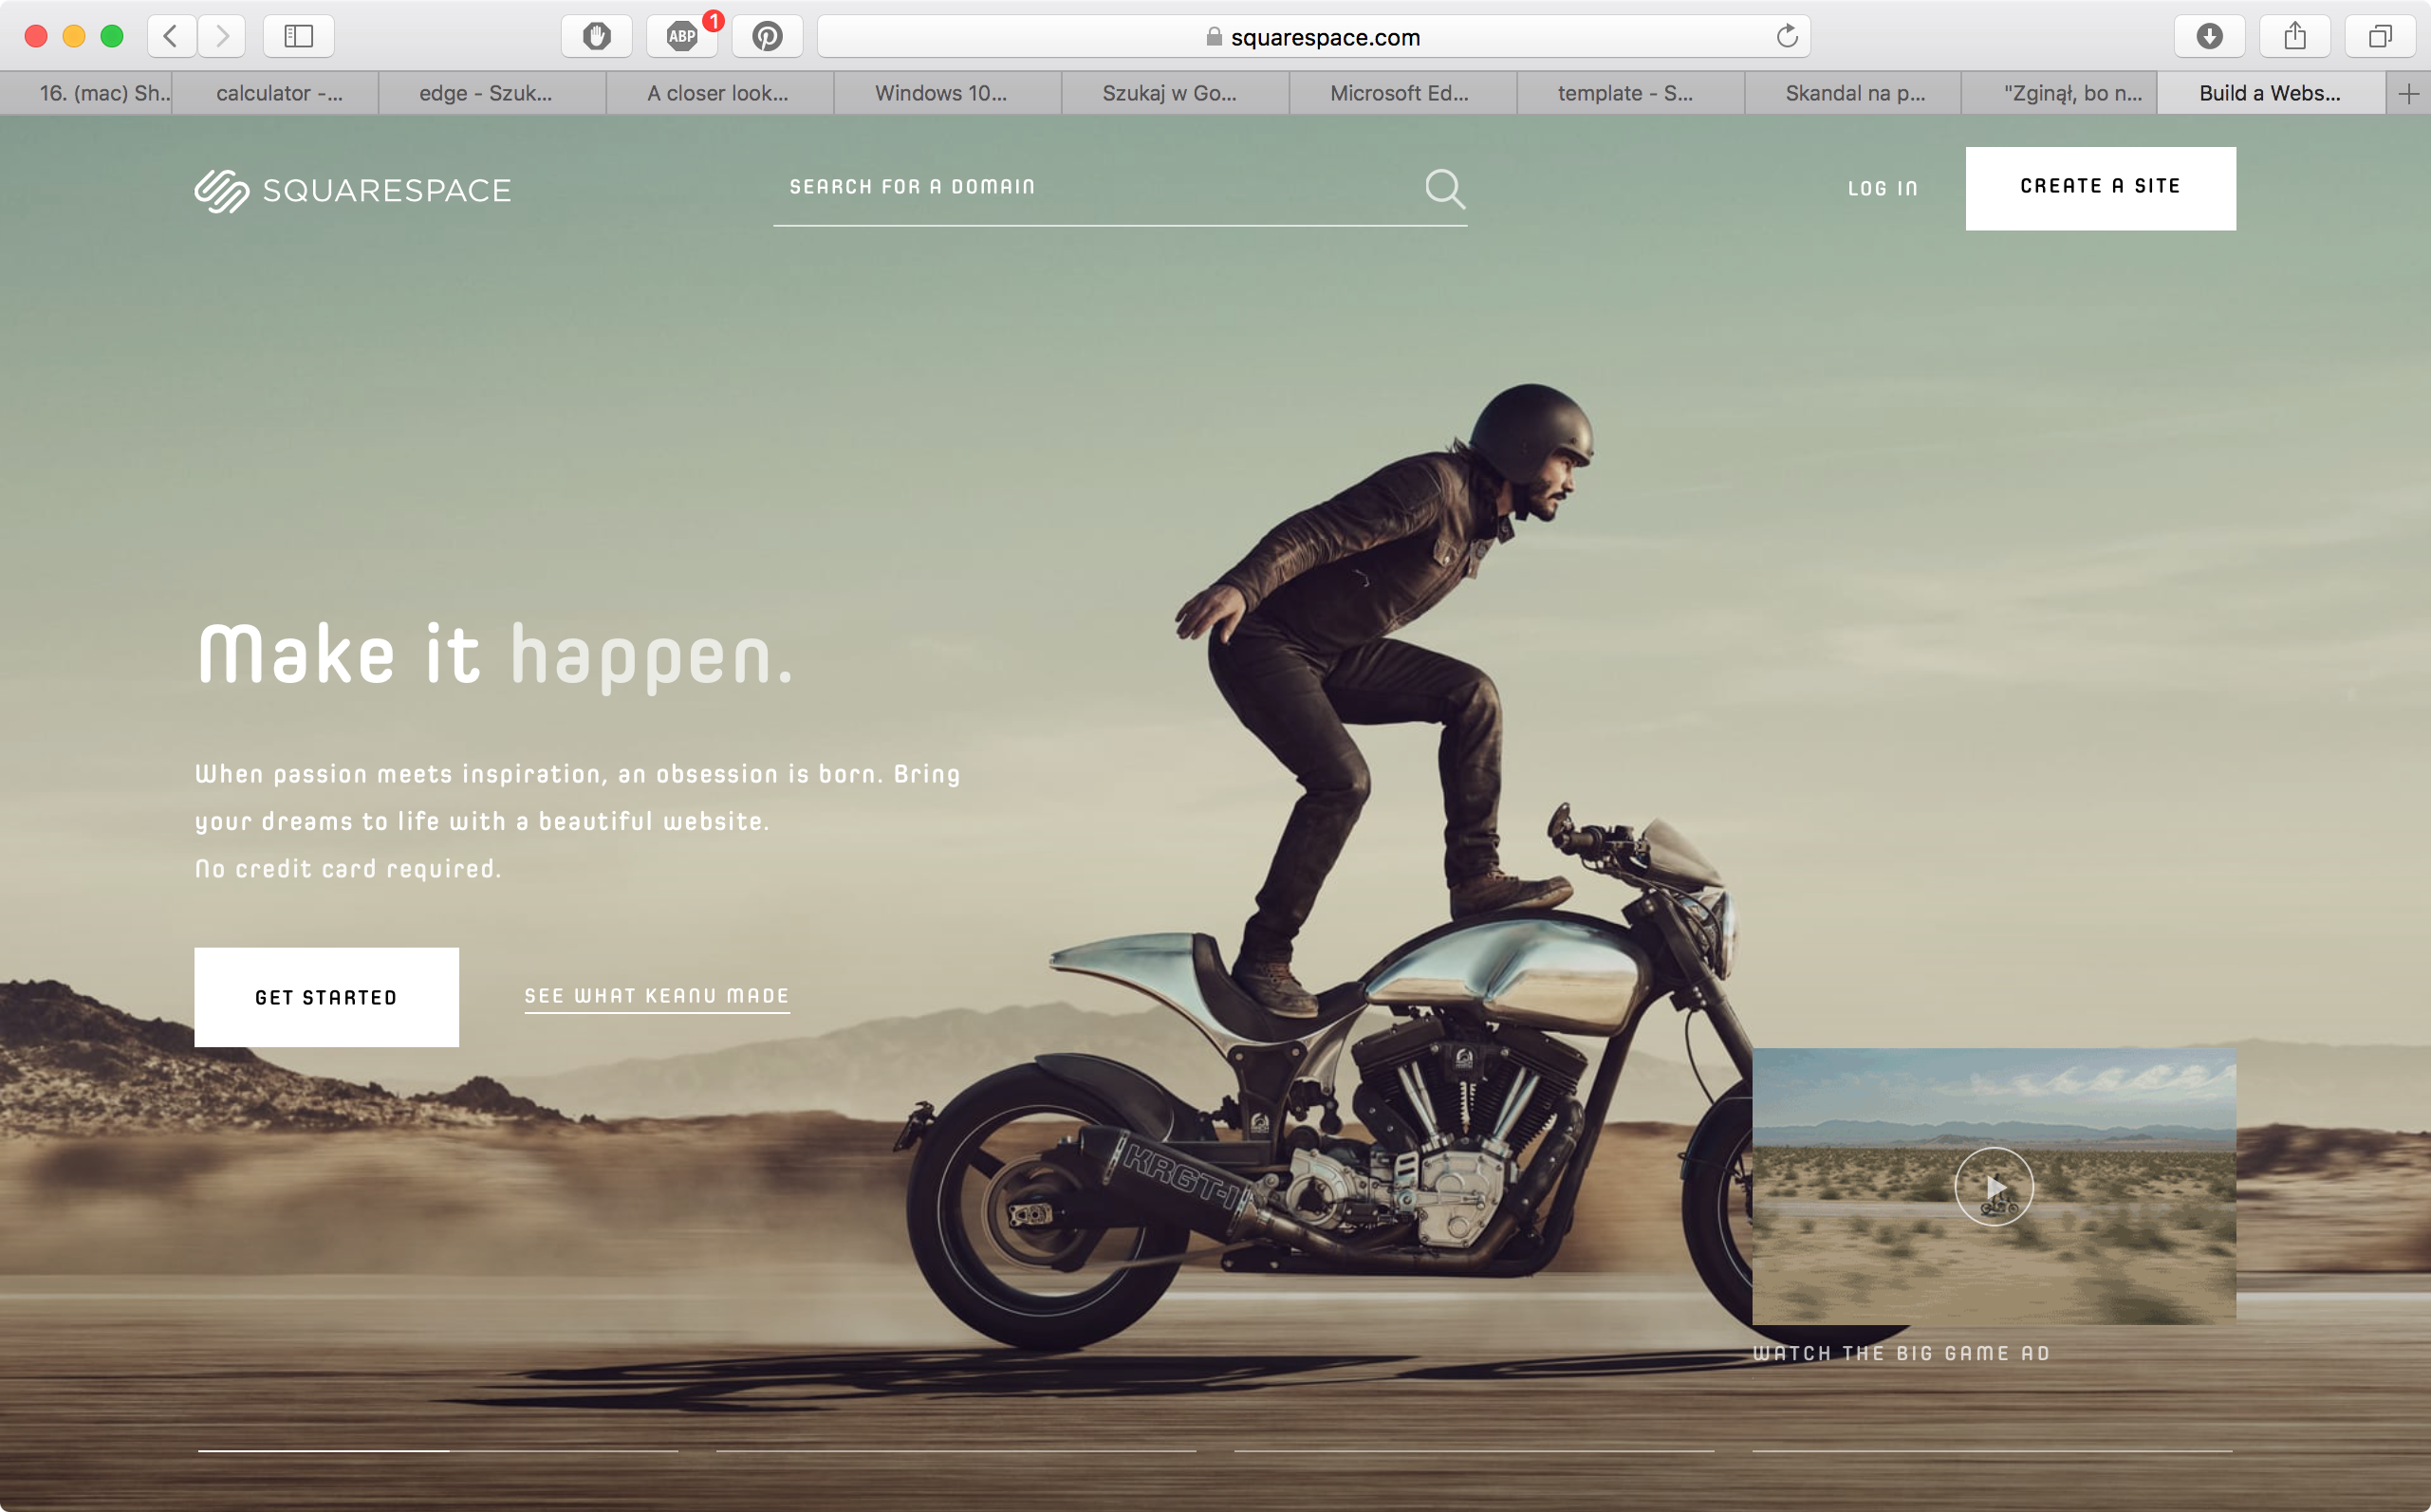 1
ABP
squarespace.com
16. (mac) Sh...
calculator -...
edge - Szuk...
A closer look...
Windows 10...
Szukaj w Go...
Microsoft Ed...
template - S...
Skandal na p...
"Zginął, bo n...
Build a Webs...
SQUARESPACE
SEARCH FOR A DOMAIN
LOG IN
CREATE A SITE
Make it happen.
When passion meets inspiration, an obsession is born. Bring
your dreams to life with a beautiful website.
No credit card required.
GET STARTED
SEE WHAT KEANU MADE
KRGT-1
WATCH THE BIG GAME AD